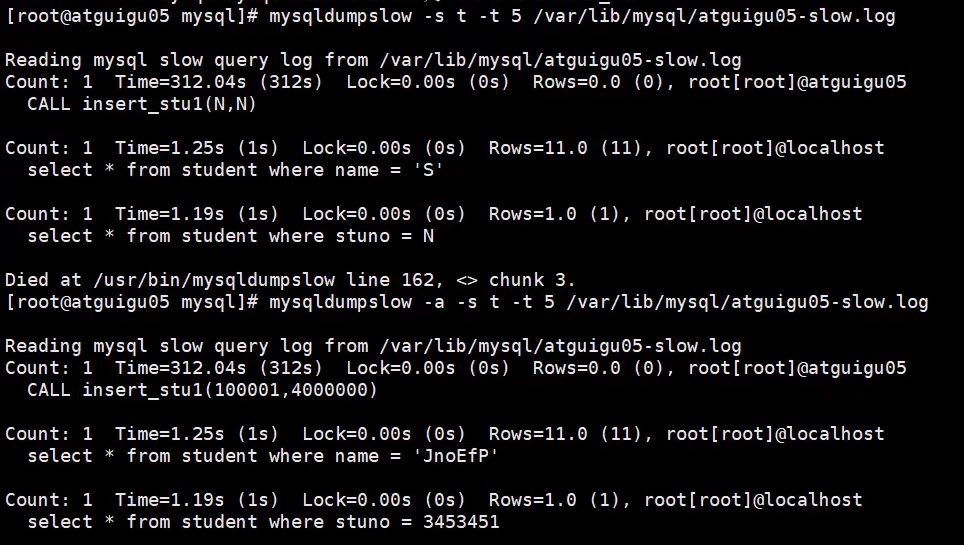 [root@atguigu05 mysql]# mysqldumpslow -s t -t 5 /var/lib/mysql/atguigu05-slow.log

Reading mysql slow query log from /var/lib/mysql/atguigu05-slow.log
Count: 1  Time=312.04s (312s)  Lock=0.00s (0s)  Rows=0.0 (0), root[root]@atguigu05
  CALL insert_stu1(N,N)

Count: 1  Time=1.25s (1s)  Lock=0.00s (0s)  Rows=11.0 (11), root[root]@localhost
  select * from student where name = 'S'

Count: 1  Time=1.19s (1s)  Lock=0.00s (0s)  Rows=1.0 (1), root[root]@localhost
  select * from student where stuno = N

Died at /usr/bin/mysqldumpslow line 162, <> chunk 3.
[root@atguigu05 mysql]# mysqldumpslow -a -s t -t 5 /var/lib/mysql/atguigu05-slow.log

Reading mysql slow query log from /var/lib/mysql/atguigu05-slow.log
Count: 1  Time=312.04s (312s)  Lock=0.00s (0s)  Rows=0.0 (0), root[root]@atguigu05
  CALL insert_stu1(100001,4000000)

Count: 1  Time=1.25s (1s)  Lock=0.00s (0s)  Rows=11.0 (11), root[root]@localhost
  select * from student where name = 'JnoEfP'

Count: 1  Time=1.19s (1s)  Lock=0.00s (0s)  Rows=1.0 (1), root[root]@localhost
  select * from student where stuno = 3453451